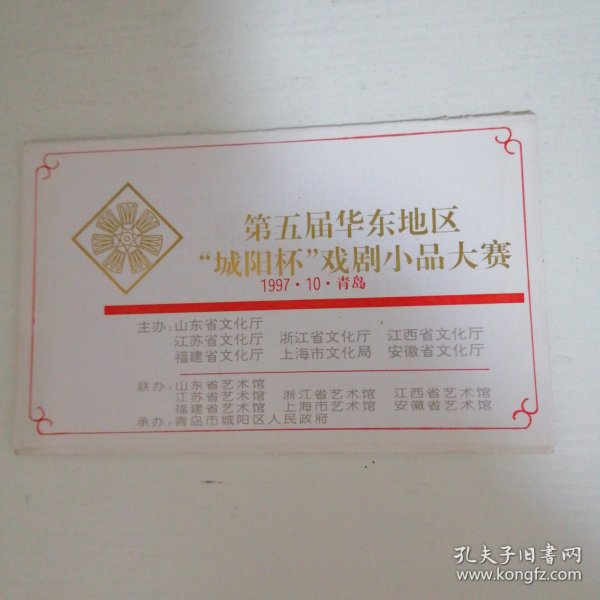 第五届华东地区
“城阳杯”戏剧小品大赛
1997·10·青岛
主办:山东省文化厅
江苏省文化厅 浙江省文化厅 江西省文化厅
福建省文化厅 上海市文化局 安徽省文化厅
联办:山东省艺术馆
江苏省艺术馆 浙江省艺术馆 江西省艺术馆
福建省艺术馆 上海市艺术馆 安徽省艺术馆
承办:青岛市城阳区人民政府
孔夫子旧书网
www.kongfz.com